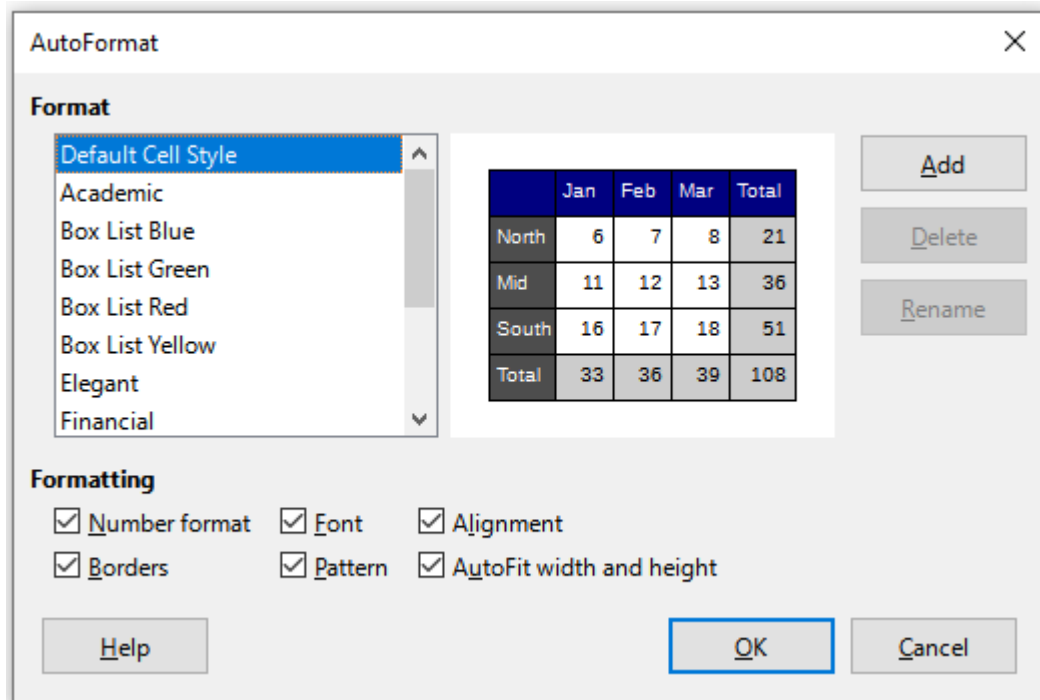 AutoFormat
Format
Default Cell Style
Academic
Box List Blue
Box List Green
Box List Red
Box List Yellow
Elegant
Financial
Jan Feb Mar Total
North 6 7 8 21
Mid 11 12 13 36
South 16 17 18 51
Total 33 36 39 108
Add
Delete
Rename
Formatting
Number format Font Alignment
Borders Pattern AutoFit width and height
Help OK Cancel